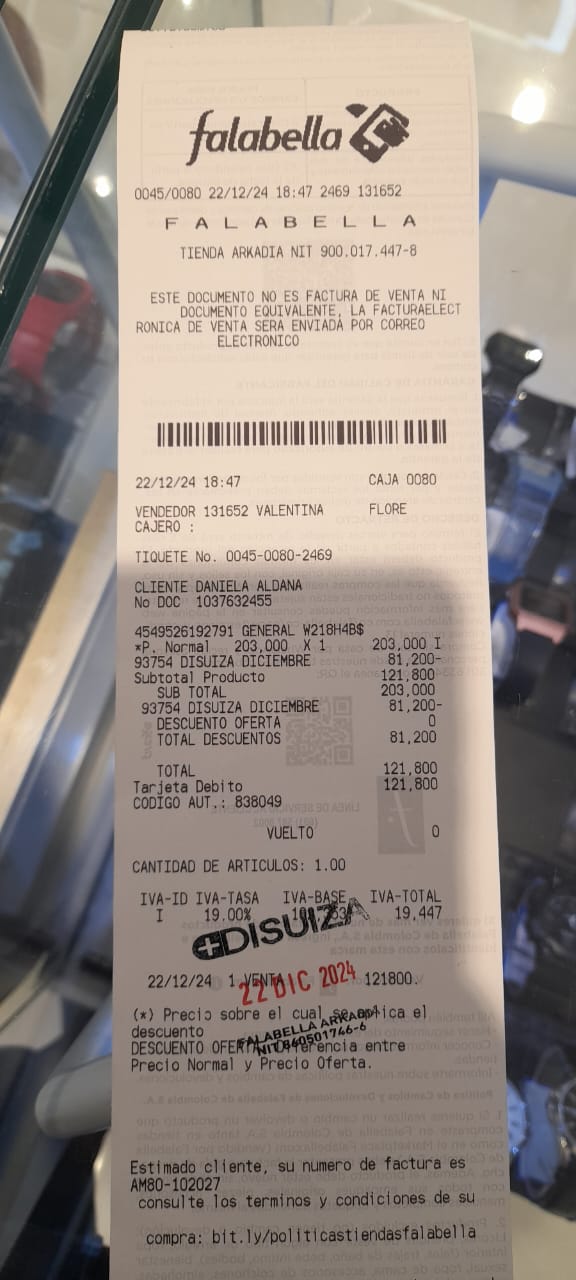 falabella
0045/0080 22/12/24 18:47 2469 131652
F A L A B E L L A
TIENDA ARKADIA NIT 900.017.447-8
ESTE DOCUMENTO NO ES FACTURA DE VENTA NI
DOCUMENTO EQUIVALENTE, LA FACTURAELECT
RONICA DE VENTA SERA ENVIADA POR CORREO
ELECTRONICO
22/12/24 18:47 CAJA 0080
VENDEDOR 131652 VALENTINA FLORE
CAJERO :
TIQUETE No. 0045-0080-2469
CLIENTE DANIELA ALDANA
No DOC 1037632455
4549526192791 GENERAL W218H4B$
*P. Normal 203,000 X 1 203,000 I
93754 DISUIZA DICIEMBRE 81,200-
Subtotal Producto 121,800
SUB TOTAL 203,000
93754 DISUIZA DICIEMBRE 81,200-
DESCUENTO OFERTA 0
TOTAL DESCUENTOS 81,200
TOTAL 121,800
Tarjeta Debito 121,800
CODIGO AUT.: 838049
VUELTO 0
CANTIDAD DE ARTICULOS: 1.00
IVA-ID IVA-TASA IVA-BASE IVA-TOTAL
I 19.00% 19,447
DISUIZA
22/12/24 1 VENTA 121800.
22 DIC 2024
(*) Precio sobre el cual se aplica el
descuento
FALABELLA ARKADIA
NIT 860501746-6
DESCUENTO OFERTA Diferencia entre
Precio Normal y Precio Oferta.
Estimado cliente, su numero de factura es
AM80-102027
consulte los terminos y condiciones de su
compra: bit.ly/politicastiendasfalabella